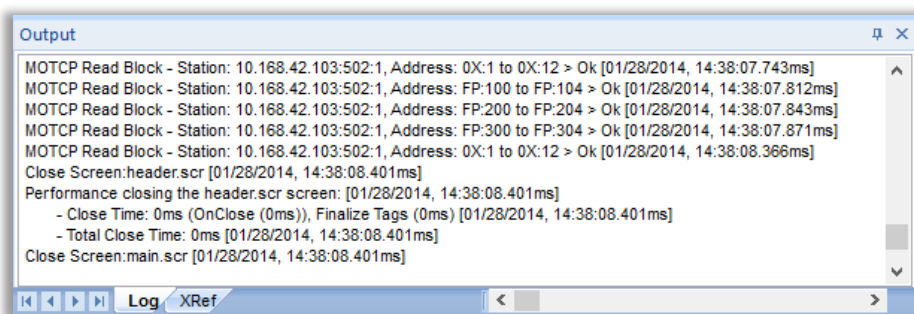 Output
MOTCP Read Block - Station: 10.168.42.103:502:1, Address: 0X:1 to 0X:12 > Ok [01/28/2014, 14:38:07.743ms]
MOTCP Read Block - Station: 10.168.42.103:502:1, Address: FP:100 to FP:104 > Ok [01/28/2014, 14:38:07.812ms]
MOTCP Read Block - Station: 10.168.42.103:502:1, Address: FP:200 to FP:204 > Ok [01/28/2014, 14:38:07.843ms]
MOTCP Read Block - Station: 10.168.42.103:502:1, Address: FP:300 to FP:304 > Ok [01/28/2014, 14:38:07.871ms]
MOTCP Read Block - Station: 10.168.42.103:502:1, Address: 0X:1 to 0X:12 > Ok [01/28/2014, 14:38:08.366ms]
Close Screen:header.scr [01/28/2014, 14:38:08.401ms]
Performance closing the header.scr screen: [01/28/2014, 14:38:08.401ms]
- Close Time: 0ms (OnClose (0ms)), Finalize Tags (0ms) [01/28/2014, 14:38:08.401ms]
- Total Close Time: 0ms [01/28/2014, 14:38:08.401ms]
Close Screen:main.scr [01/28/2014, 14:38:08.401ms]
Log XRef